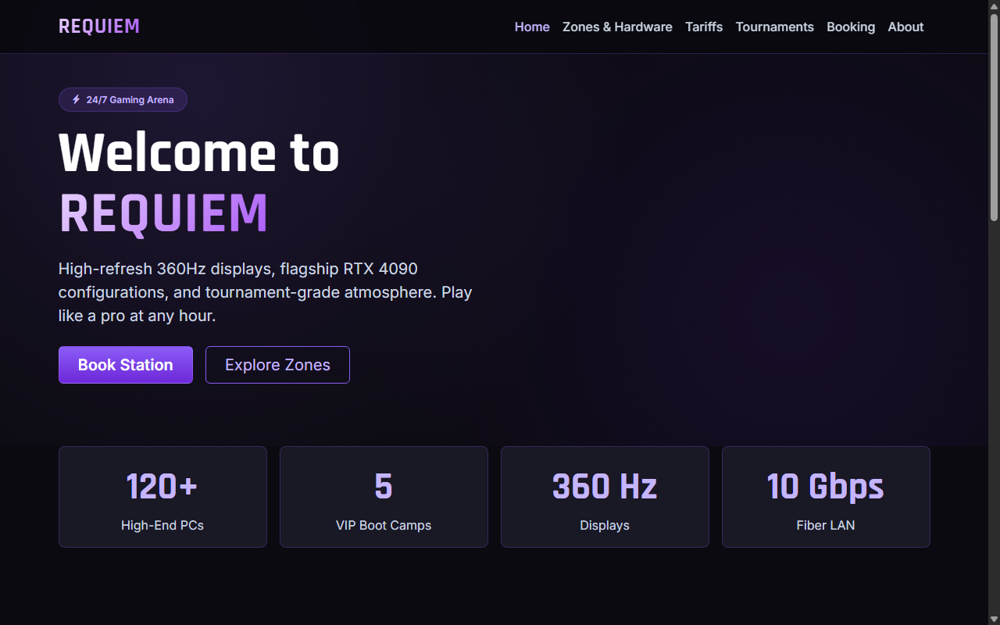 REQUIEM
Home Zones & Hardware Tariffs Tournaments Booking About
24/7 Gaming Arena
Welcome to
REQUIEM
High-refresh 360Hz displays, flagship RTX 4090
configurations, and tournament-grade atmosphere. Play
like a pro at any hour.
Book Station Explore Zones
120+ 5 360 Hz 10 Gbps
High-End PCs VIP Boot Camps Displays Fiber LAN